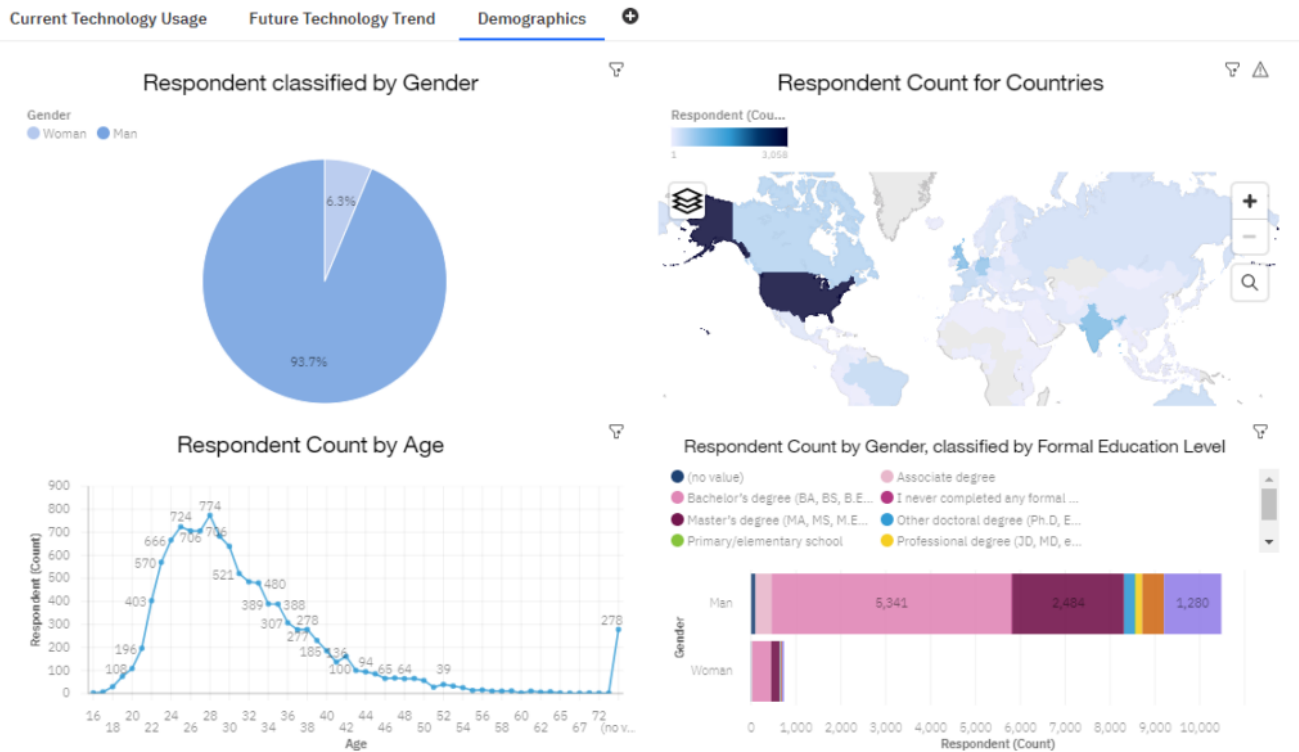 Current Technology Usage Future Technology Trend Demographics
Respondent classified by Gender
Gender
Woman Man
6.3%
93.7%
Respondent Count for Countries
Respondent (Cou...
1 3,058
Respondent Count by Age
Respondent (Count)
900
800
700
600
500
400
300
200
100
0
108
196
403
570
666
724
706
774
706
521
480
389
388
307
278
277
185
136
100
94
65
64
39
278
16 20 24 28 32 36 40 44 48 52 56 60 65 72
18 22 26 30 34 38 42 46 50 54 58 62 67 (no v...
Age
Respondent Count by Gender, classified by Formal Education Level
(no value) Associate degree
Bachelor's degree (BA, BS, B.E... I never completed any formal ...
Master's degree (MA, MS, M.E... Other doctoral degree (Ph.D, E...
Primary/elementary school Professional degree (JD, MD, e...
Gender
Man 5,341 2,484 1,280
Woman
0 1,000 2,000 3,000 4,000 5,000 6,000 7,000 8,000 9,000 10,000
Respondent (Count)